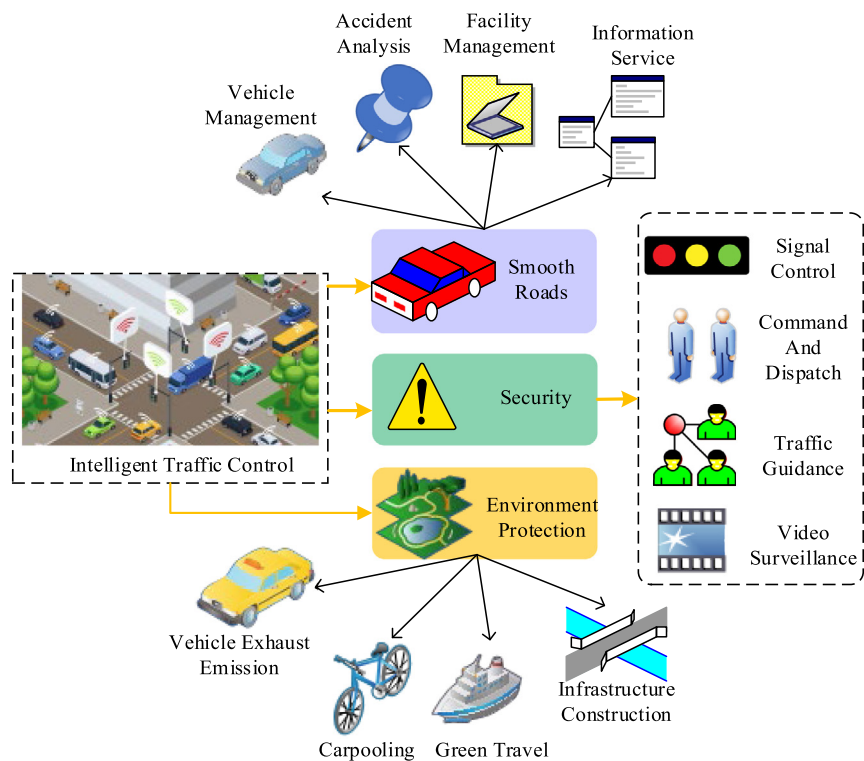 Accident
Analysis
Facility
Management
Information
Service
Vehicle
Management
Smooth
Roads
Signal
Control
Command
And
Dispatch
Security
Traffic
Guidance
Intelligent Traffic Control
Environment
Protection
Video
Surveillance
Vehicle Exhaust
Emission
Infrastructure
Construction
Carpooling
Green Travel